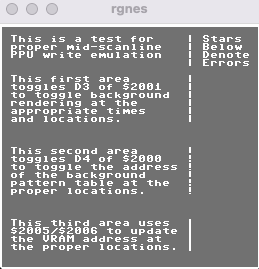 rgnes
This is a test for | Stars
proper mid-scanline | Below
PPU write emulation | Denote
| Errors
This first area |
toggles D3 of $2001 |
to toggle background |
rendering at the |
appropriate times |
and locations. |
This second area !
toggles D4 of $2000 !
to toggle the address !
of the background !
pattern table at the !
proper locations. !
This third area uses |
$2005/$2006 to update |
the VRAM address at |
the proper locations. |